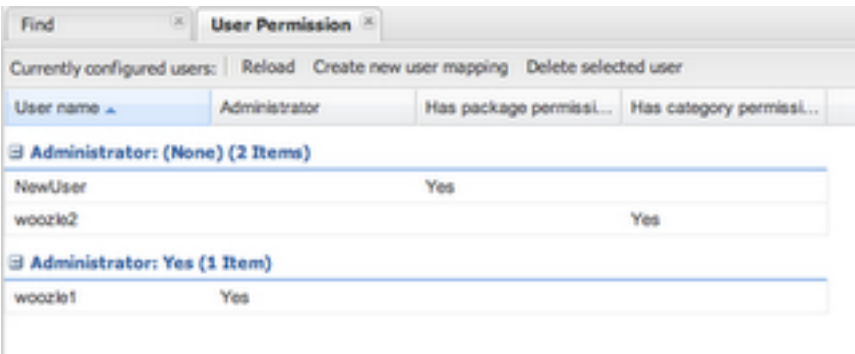 Find
User Permission
Currently configured users: Reload Create new user mapping Delete selected user
User name Administrator Has package permissi... Has category permissi...
Administrator: (None) (2 Items)
NewUser Yes
woozle2 Yes
Administrator: Yes (1 Item)
woozle1 Yes